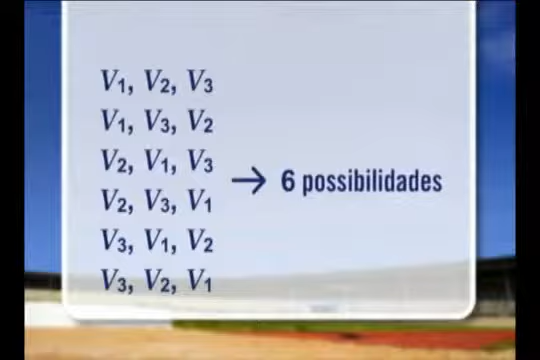 V1, V2, V3
V1, V3, V2
V2, V1, V3
V2, V3, V1
V3, V1, V2
V3, V2, V1
→ 6 possibilidades